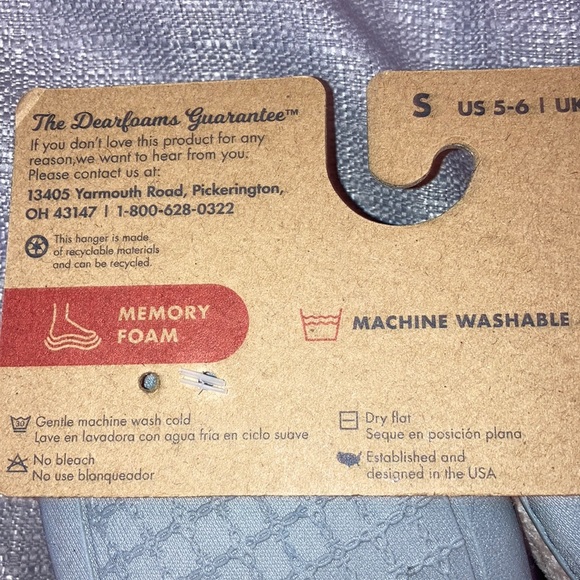 The Dearfoams Guarantee™
If you don't love this product for any
reason,we want to hear from you:
Please contact us at:
13405 Yarmouth Road, Pickerington,
OH 43147 | 1-800-628-0322
This hanger is made
of recyclable materials
and can be recycled.
S US 5-6 | UK
MEMORY
FOAM
MACHINE WASHABLE
30
Gentle machine wash cold
Lave en lavadora con agua fría en ciclo suave
No bleach
No use blanqueador
Dry flat
Seque en posición plana
Established and
designed in the USA